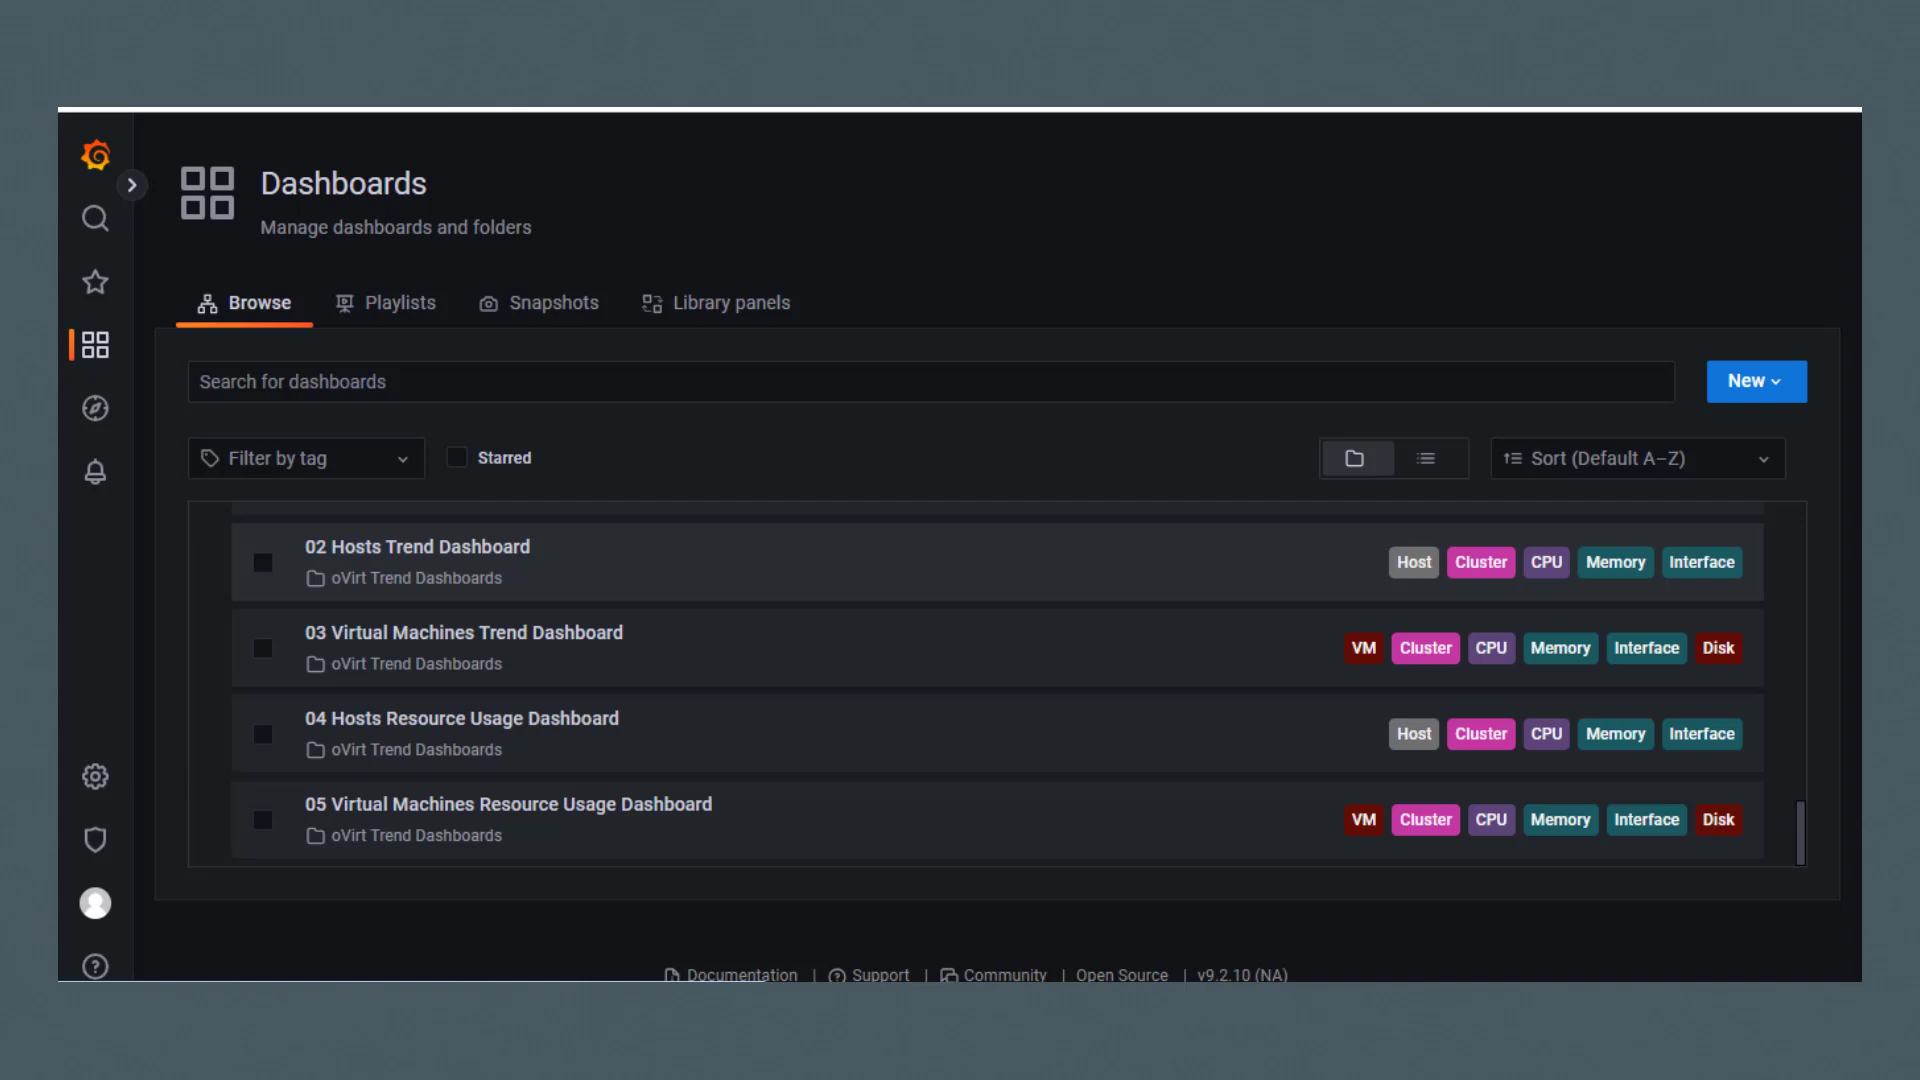 Dashboards
Manage dashboards and folders
Browse Playlists Snapshots Library panels
Search for dashboards New
Filter by tag Starred Sort (Default A–Z)
02 Hosts Trend Dashboard
oVirt Trend Dashboards
Host Cluster CPU Memory Interface
03 Virtual Machines Trend Dashboard
oVirt Trend Dashboards
VM Cluster CPU Memory Interface Disk
04 Hosts Resource Usage Dashboard
oVirt Trend Dashboards
Host Cluster CPU Memory Interface
05 Virtual Machines Resource Usage Dashboard
oVirt Trend Dashboards
VM Cluster CPU Memory Interface Disk
Documentation | Support | Community | Open Source | v9.2.10 (NA)